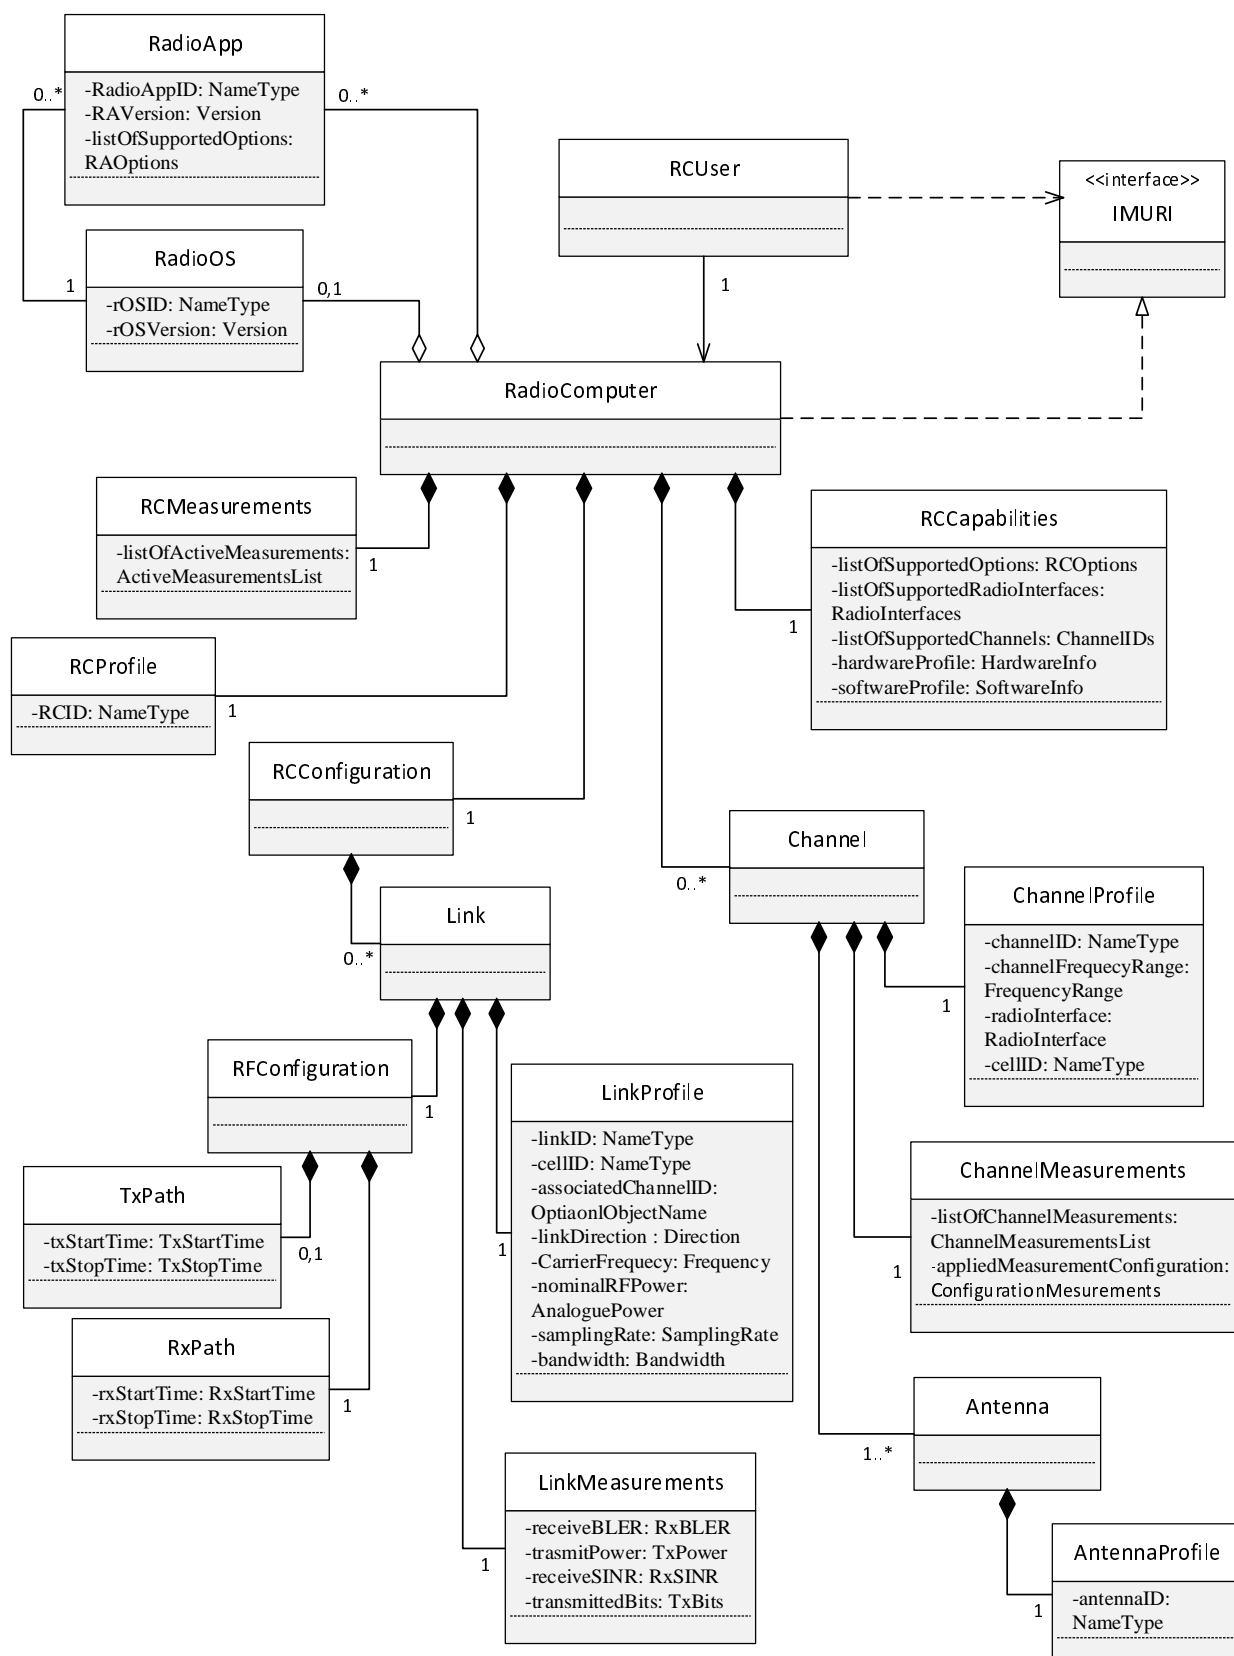 RadioApp
-RadioAppID: NameType
-RAVersion: Version
-listOfSupportedOptions:
RAOptions
0..*
0..*
RCUser
<<interface>>
IMURI
RadioOS
-rOSID: NameType
-rOSVersion: Version
1
0,1
1
RadioComputer
RCMeasurements
-listOfActiveMeasurements:
ActiveMeasurementsList
1
RCCapabilities
-listOfSupportedOptions: RCOptions
-listOfSupportedRadioInterfaces:
RadioInterfaces
-listOfSupportedChannels: ChannelIDs
-hardwareProfile: HardwareInfo
-softwareProfile: SoftwareInfo
1
RCProfile
-RCID: NameType
1
RCConfiguration
1
Channel
0..*
ChannelProfile
-channelID: NameType
-channelFrequecyRange:
FrequencyRange
-radioInterface:
RadioInterface
-cellID: NameType
1
Link
0..*
RFConfiguration
1
LinkProfile
-linkID: NameType
-cellID: NameType
-associatedChannelID:
OptiaonlObjectName
-linkDirection : Direction
-CarrierFrequecy: Frequency
-nominalRFPower:
AnaloguePower
-samplingRate: SamplingRate
-bandwidth: Bandwidth
1
ChannelMeasurements
-listOfChannelMeasurements:
ChannelMeasurementsList
-appliedMeasurementConfiguration:
ConfigurationMesurements
1
TxPath
-txStartTime: TxStartTime
-txStopTime: TxStopTime
0,1
RxPath
-rxStartTime: RxStartTime
-rxStopTime: RxStopTime
1
Antenna
1..*
LinkMeasurements
-receiveBLER: RxBLER
-trasmitPower: TxPower
-receiveSINR: RxSINR
-transmittedBits: TxBits
1
AntennaProfile
-antennaID:
NameType
1